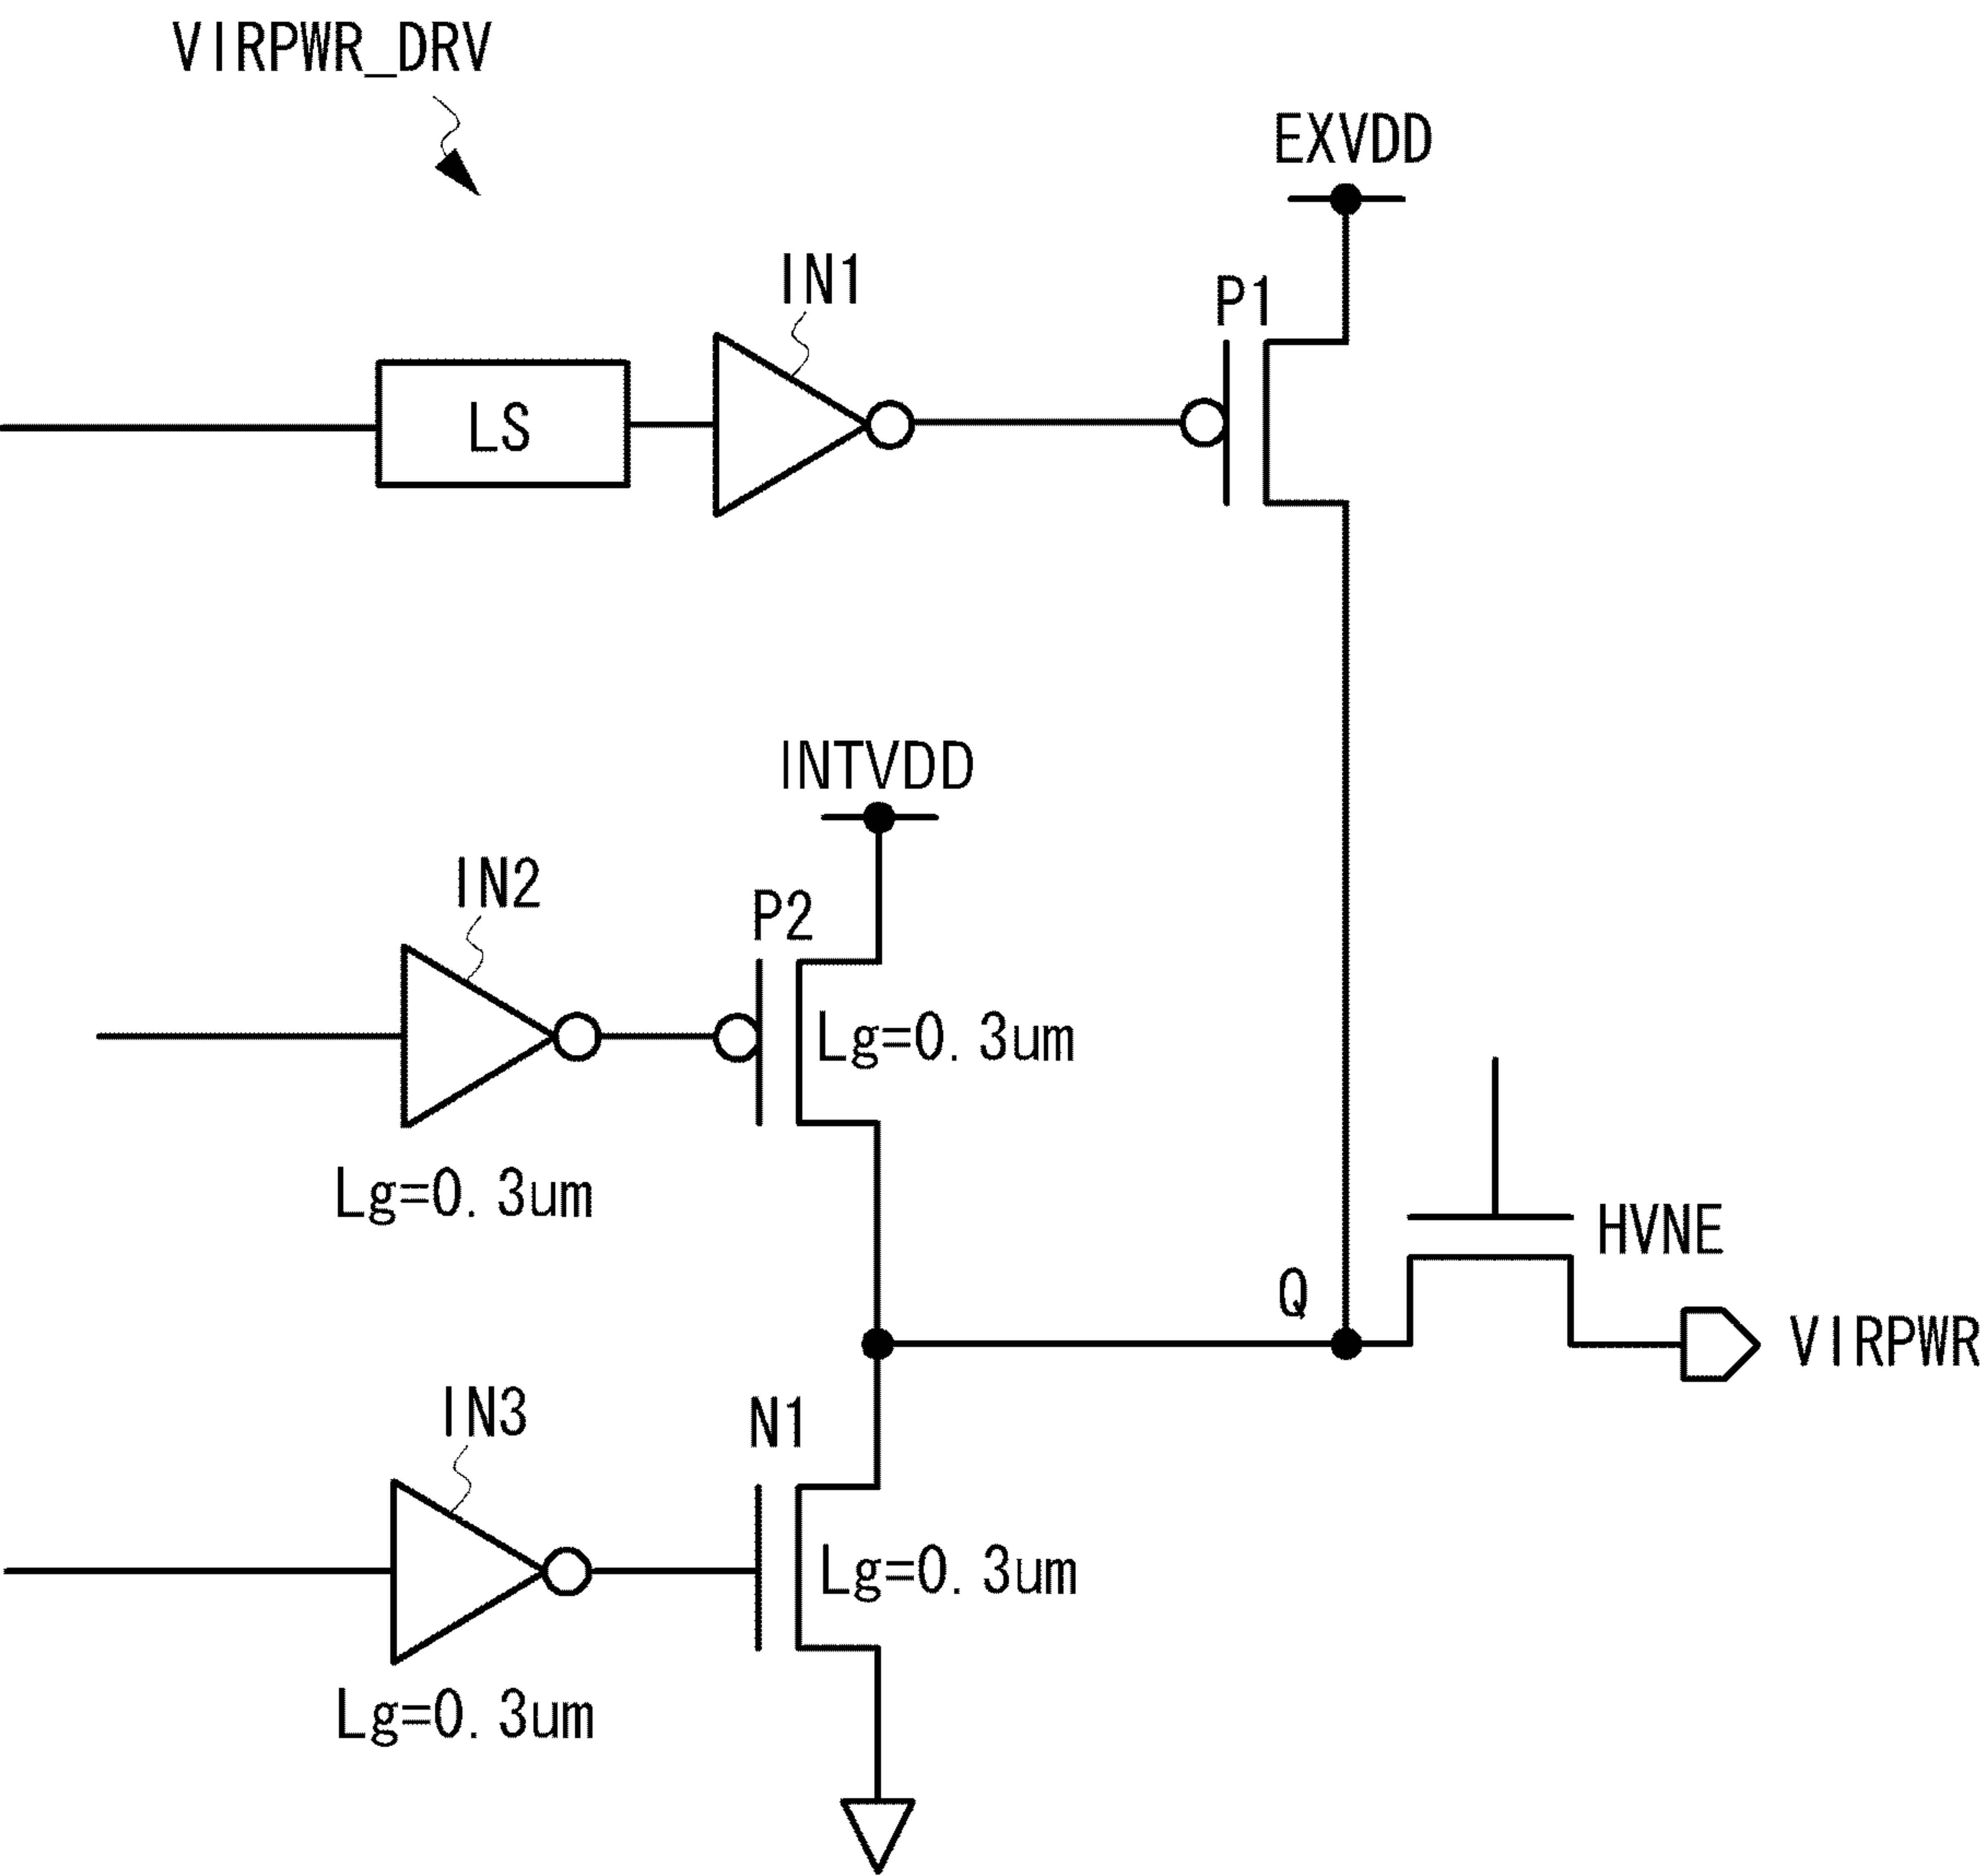 VIRPWR_DRV
EXVDD
IN1
P1
LS
INTVDD
IN2
P2
Lg=0.3um
Lg=0.3um
HVNE
Q
VIRPWR
IN3
N1
Lg=0.3um
Lg=0.3um